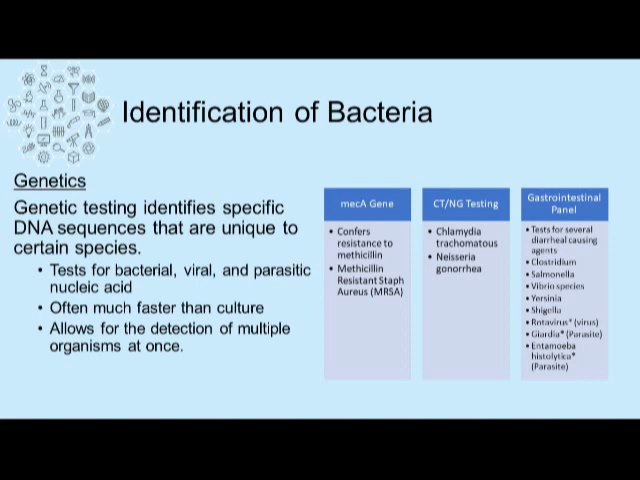 Identification of Bacteria
Genetics
Genetic testing identifies specific
DNA sequences that are unique to
certain species.
• Tests for bacterial, viral, and parasitic
nucleic acid
• Often much faster than culture
• Allows for the detection of multiple
organisms at once.
mecA Gene
• Confers
resistance to
methicillin
• Methicillin
Resistant Staph
Aureus (MRSA)
CT/NG Testing
• Chlamydia
trachomatous
• Neisseria
gonorrhea
Gastrointestinal
Panel
• Tests for several
diarrheal causing
agents
• Clostridium
• Salmonella
• Vibrio species
• Yersinia
• Shigella
• Rotavirus* (virus)
• Giardia* (Parasite)
• Entamoeba
histolytica*
(Parasite)